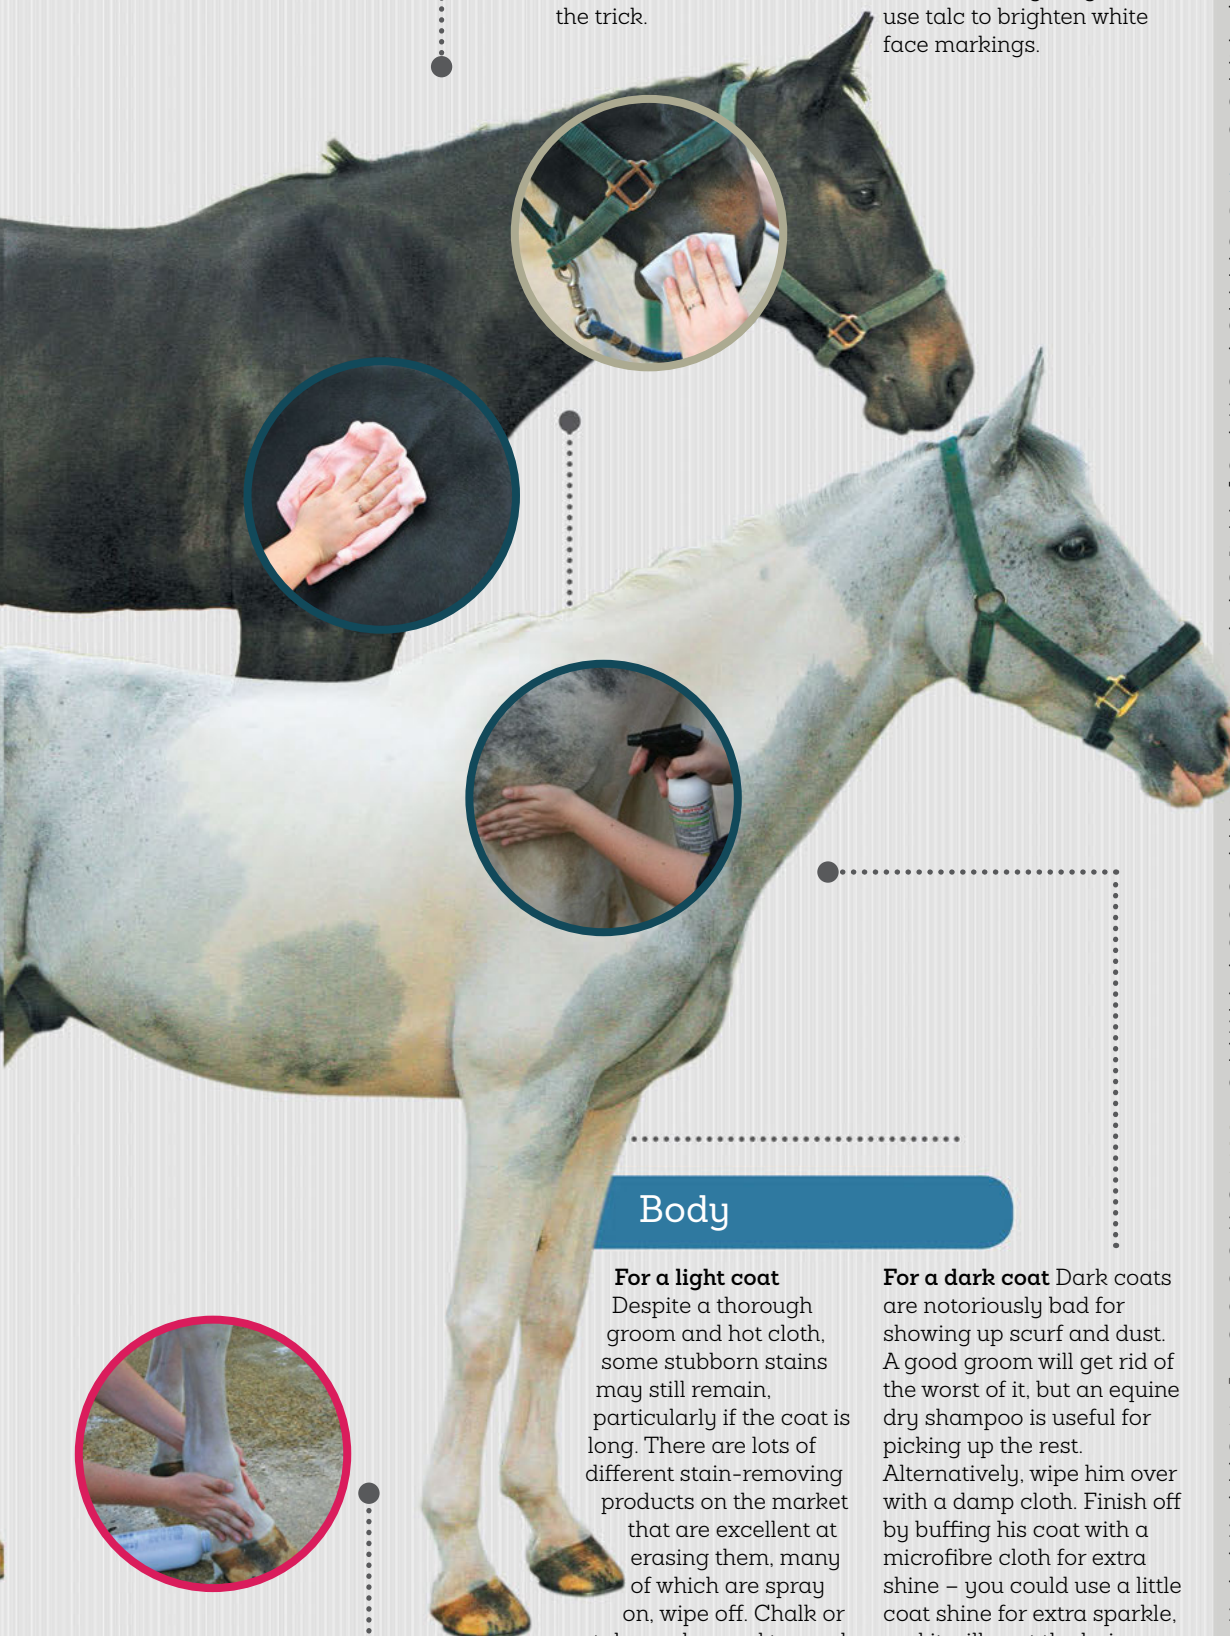 the trick.
use talc to brighten white
face markings.
Body
For a light coat
Despite a thorough
groom and hot cloth,
some stubborn stains
may still remain,
particularly if the coat is
long. There are lots of
different stain-removing
products on the market
that are excellent at
erasing them, many
of which are spray
on, wipe off. Chalk or
For a dark coat Dark coats
are notoriously bad for
showing up scurf and dust.
A good groom will get rid of
the worst of it, but an equine
dry shampoo is useful for
picking up the rest.
Alternatively, wipe him over
with a damp cloth. Finish off
by buffing his coat with a
microfibre cloth for extra
shine – you could use a little
coat shine for extra sparkle,